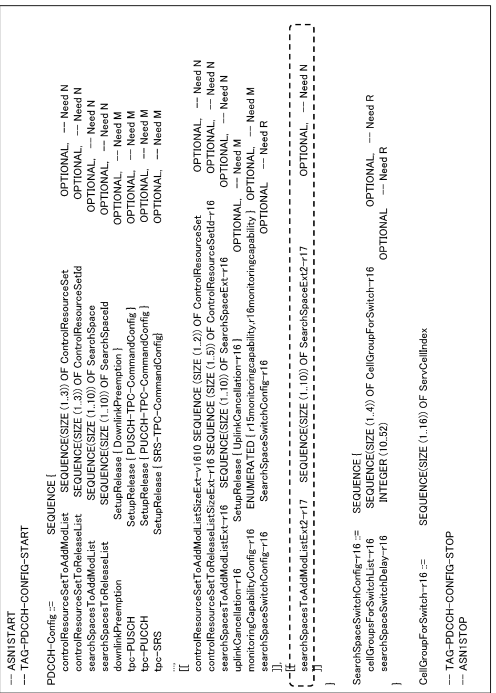 -- ASN1START
-- TAG-PDCCH-CONFIG-START
PDCCH-Config ::= SEQUENCE {
controlResourceSetToAddModList SEQUENCE(SIZE (1..3)) OF ControlResourceSet OPTIONAL, -- Need N
controlResourceSetToReleaseList SEQUENCE(SIZE (1..3)) OF ControlResourceSetId OPTIONAL, -- Need N
searchSpacesToAddModList SEQUENCE(SIZE (1..10)) OF SearchSpace OPTIONAL, -- Need N
searchSpacesToReleaseList SEQUENCE(SIZE (1..10)) OF SearchSpaceId OPTIONAL, -- Need N
downlinkPreemption SetupRelease { DownlinkPreemption } OPTIONAL, -- Need M
tpc-PUSCH SetupRelease { PUSCH-TPC-CommandConfig } OPTIONAL, -- Need M
tpc-PUCCH SetupRelease { PUCCH-TPC-CommandConfig } OPTIONAL, -- Need M
tpc-SRS SetupRelease { SRS-TPC-CommandConfig} OPTIONAL, -- Need M
...
[[
controlResourceSetToAddModListSizeExt-v1610 SEQUENCE (SIZE (1..2)) OF ControlResourceSet OPTIONAL, -- Need N
controlResourceSetToReleaseListSizeExt-r16 SEQUENCE (SIZE (1..5)) OF ControlResourceSetId-r16 OPTIONAL, -- Need N
searchSpacesToAddModListExt-r16 SEQUENCE(SIZE (1..10)) OF SearchSpaceExt-r16 OPTIONAL, -- Need N
uplinkCancellation-r16 SetupRelease { UplinkCancellation-r16 } OPTIONAL, -- Need M
monitoringCapabilityConfig-r16 ENUMERATED { r15monitoringcapability,r16monitoringcapability } OPTIONAL, -- Need M
searchSpaceSwitchConfig-r16 SearchSpaceSwitchConfig-r16 OPTIONAL -- Need R
]],
[[
searchSpacesToAddModListExt2-r17 SEQUENCE(SIZE (1..10)) OF SearchSpaceExt2-r17 OPTIONAL, -- Need N
]]
}
SearchSpaceSwitchConfig-r16 ::= SEQUENCE {
cellGroupsForSwitchList-r16 SEQUENCE(SIZE (1..4)) OF CellGroupForSwitch-r16 OPTIONAL, -- Need R
searchSpaceSwitchDelay-r16 INTEGER (10..52) OPTIONAL -- Need R
}
CellGroupForSwitch-r16 ::= SEQUENCE(SIZE (1..16)) OF ServCellIndex
-- TAG-PDCCH-CONFIG-STOP
-- ASN1STOP